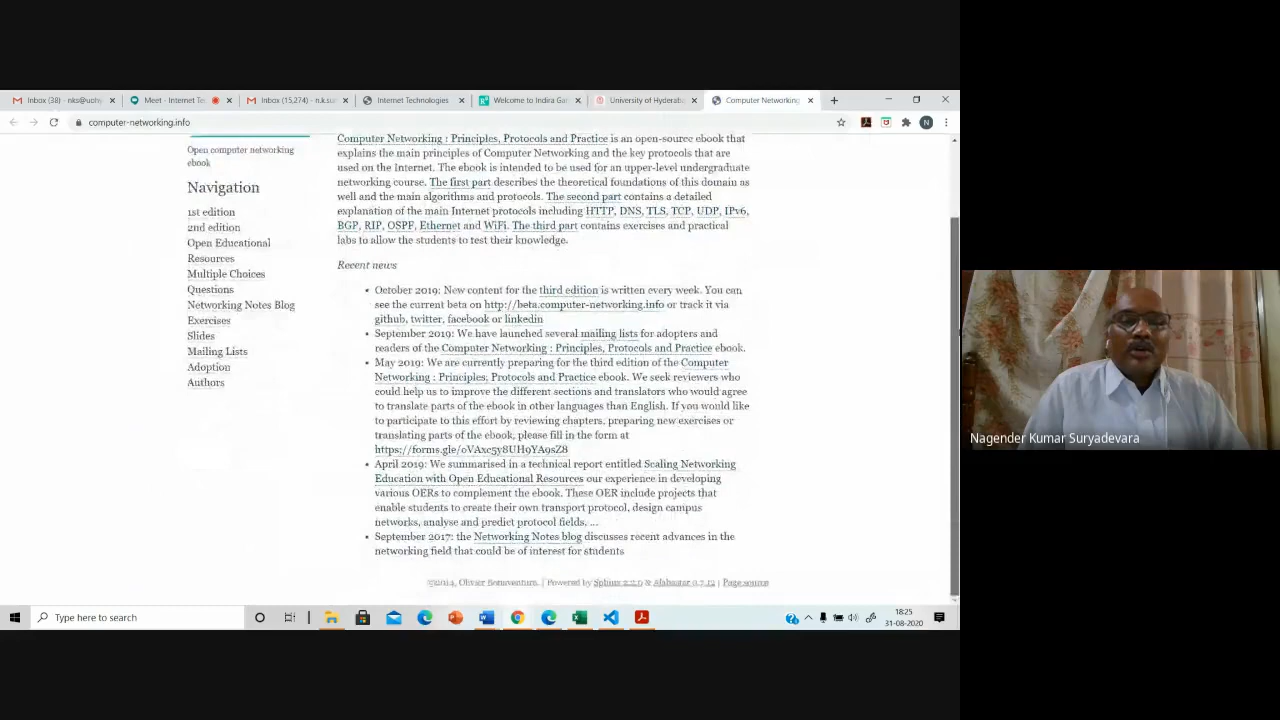 Inbox (38) - nks@uohy
Meet - Internet Te
Inbox (15,274) - n.k.su
Internet Technologies
Welcome to Indira Gan
University of Hyderaba
Computer Networking
computer-networking.info
Open computer networking
ebook
Navigation
1st edition
2nd edition
Open Educational
Resources
Multiple Choices
Questions
Networking Notes Blog
Exercises
Slides
Mailing Lists
Adoption
Authors
Computer Networking : Principles, Protocols and Practice is an open-source ebook that
explains the main principles of Computer Networking and the key protocols that are
used on the Internet. The ebook is intended to be used for an upper-level undergraduate
networking course. The first part describes the theoretical foundations of this domain as
well and the main algorithms and protocols. The second part contains a detailed
explanation of the main Internet protocols including HTTP, DNS, TLS, TCP, UDP, IPv6,
BGP, RIP, OSPF, Ethernet and WiFi. The third part contains exercises and practical
labs to allow the students to test their knowledge.
Recent news
• October 2019: New content for the third edition is written every week. You can
see the current beta on http://beta.computer-networking.info or track it via
github, twitter, facebook or linkedin
• September 2019: We have launched several mailing lists for adopters and
readers of the Computer Networking : Principles, Protocols and Practice ebook.
• May 2019: We are currently preparing for the third edition of the Computer
Networking : Principles, Protocols and Practice ebook. We seek reviewers who
could help us to improve the different sections and translators who would agree
to translate parts of the ebook in other languages than English. If you would like
to participate to this effort by reviewing chapters, preparing new exercises or
translating parts of the ebook, please fill in the form at
https://forms.gle/oVAxc5y8UH9YA9sZ8
• April 2019: We summarised in a technical report entitled Scaling Networking
Education with Open Educational Resources our experience in developing
various OERs to complement the ebook. These OER include projects that
enable students to create their own transport protocol, design campus
networks, analyse and predict protocol fields, ...
• September 2017: the Networking Notes blog discusses recent advances in the
networking field that could be of interest for students
©2014, Olivier Bonaventure. | Powered by Sphinx 2.2.0 & Alabaster 0.7.12 | Page source
Nagender Kumar Suryadevara
Type here to search
18:25
31-08-2020